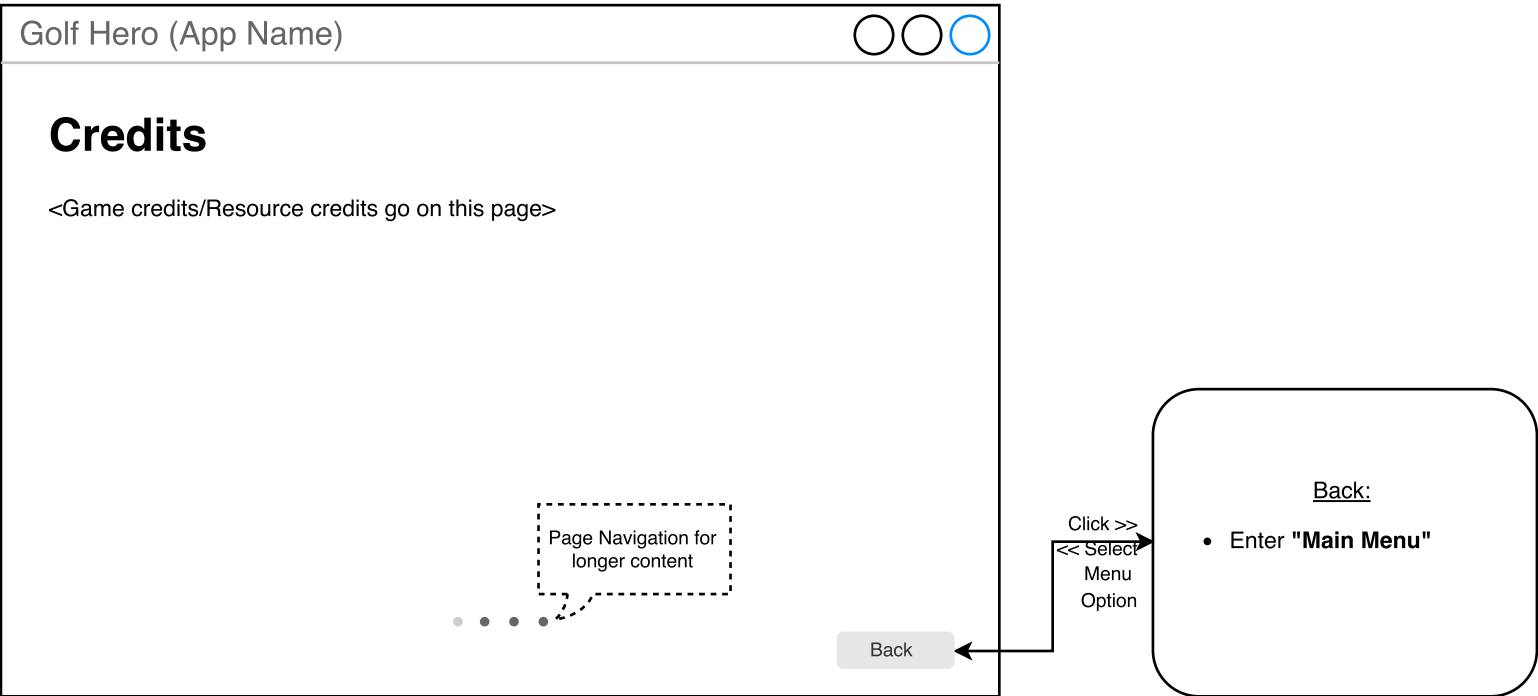 Golf Hero (App Name)
Credits
<Game credits/Resource credits go on this page>
Page Navigation for
longer content
Back
Click >>
<< Select
Menu
Option
Back:
• Enter "Main Menu"